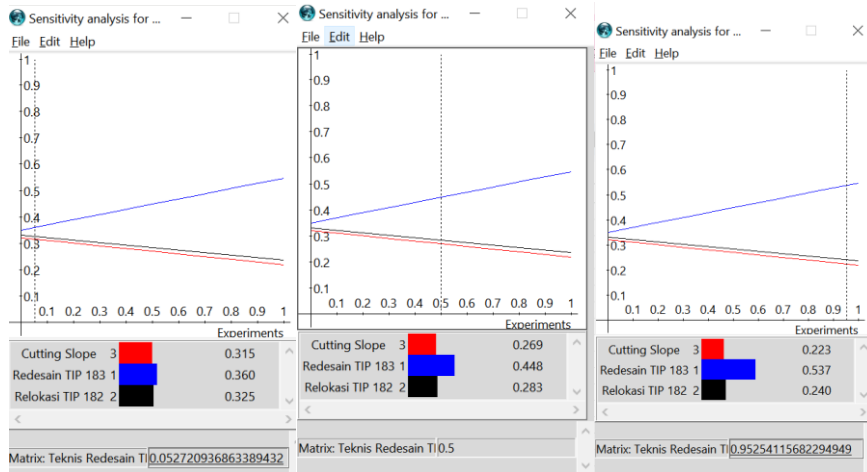 Sensitivity analysis for ...
File Edit Help
1
0.9
0.8
0.7
0.6
0.5
0.4
0.3
0.2
0.1
0.1 0.2 0.3 0.4 0.5 0.6 0.7 0.8 0.9 1
Experiments
Cutting Slope 3 0.315
Redesain TIP 183 1 0.360
Relokasi TIP 182 2 0.325
Matrix: Teknis Redesain TI 0.052720936863389432
Sensitivity analysis for ...
File Edit Help
1
0.9
0.8
0.7
0.6
0.5
0.4
0.3
0.2
0.1
0.1 0.2 0.3 0.4 0.5 0.6 0.7 0.8 0.9 1
Experiments
Cutting Slope 3 0.269
Redesain TIP 183 1 0.448
Relokasi TIP 182 2 0.283
Matrix: Teknis Redesain TI 0.5
Sensitivity analysis for ...
File Edit Help
1
0.9
0.8
0.7
0.6
0.5
0.4
0.3
0.2
0.1
0.1 0.2 0.3 0.4 0.5 0.6 0.7 0.8 0.9 1
Experiments
Cutting Slope 3 0.223
Redesain TIP 183 1 0.537
Relokasi TIP 182 2 0.240
Matrix: Teknis Redesain TI 0.95254115682294949